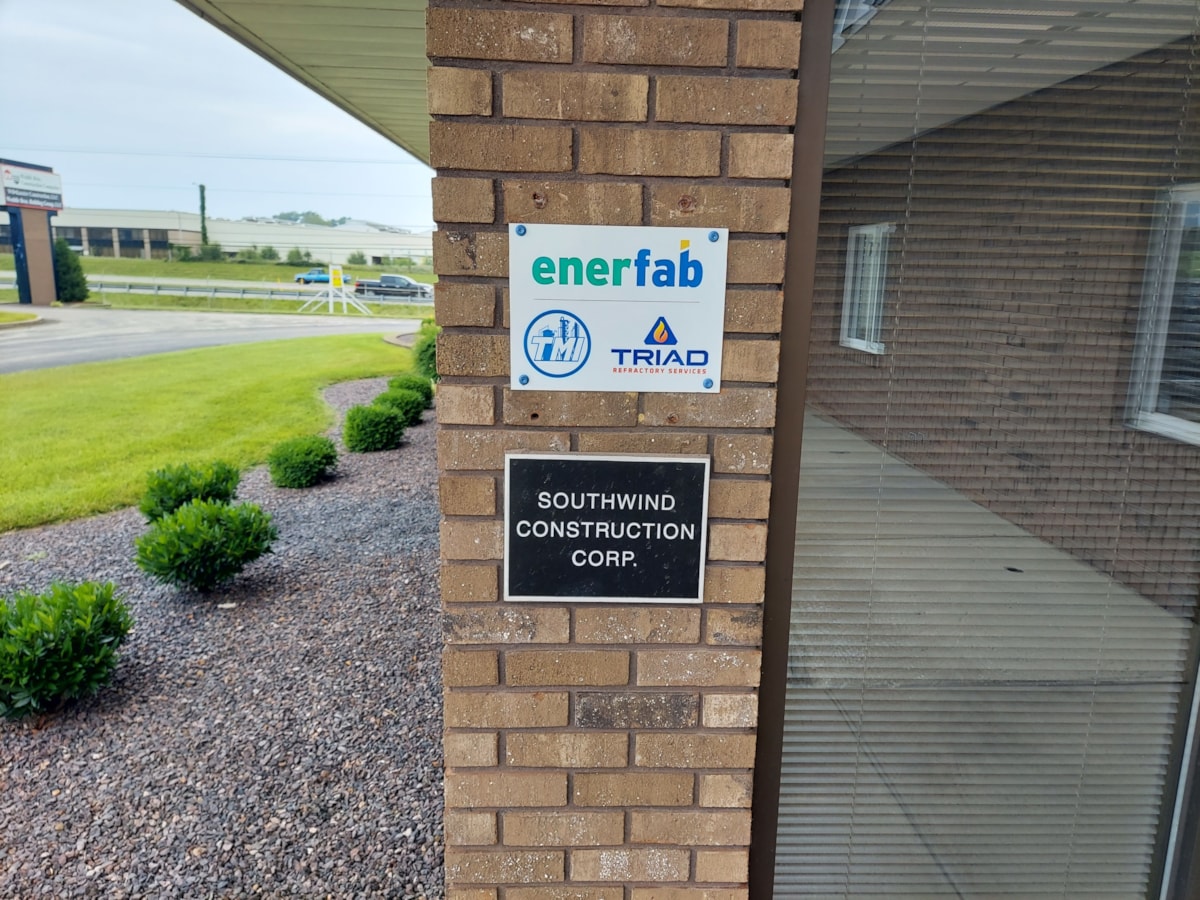 enerfab
TMI
TRIAD
REFRACTORY SERVICES
SOUTHWIND
CONSTRUCTION
CORP.